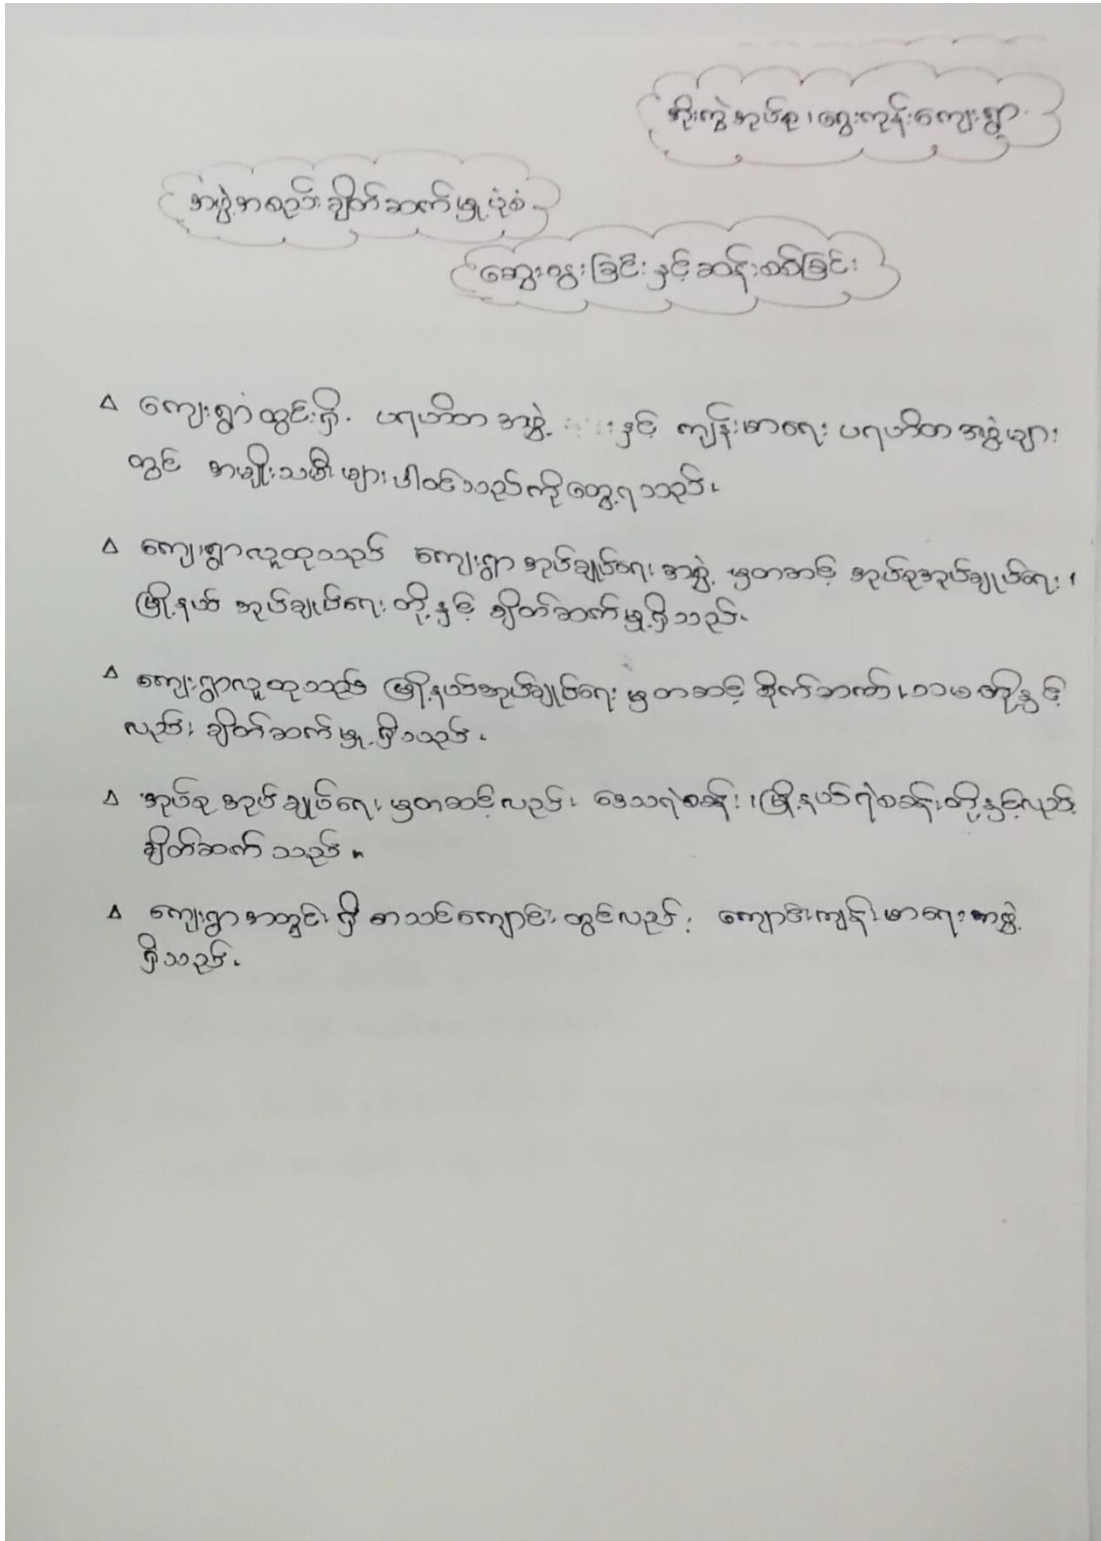 အိုးကွဲအုပ်စု၊ ရွှေးကုန်းကျေးရွာ
အဖွဲ့အစည်းချိတ်ဆက်မှုပုံစံ
ဆွေးနွေးခြင်းနှင့်ဆန်းစစ်ခြင်း
Δ ကျေးရွာတွင်းရှိ ပရဟိတအဖွဲ့ နှင့် ကျန်းမာရေး ပရဟိတအဖွဲ့များ
တွင် အမျိုးသမီးများပါဝင်သည်ကိုတွေ့ရသည်။
Δ ကျေးရွာလူထုသည် ကျေးရွာအုပ်ချုပ်ရေးအဖွဲ့ မှတဆင့် အုပ်စုအုပ်ချုပ်ရေး၊
မြို့နယ် အုပ်ချုပ်ရေး တို့နှင့် ချိတ်ဆက်မှုရှိသည်။
Δ ကျေးရွာလူထုသည် မြို့နယ်အုပ်ချုပ်ရေး မှတဆင့် စိုက်ဘဏ်၊ သမ တို့နှင့်
လည်း ချိတ်ဆက်မှု ရှိသည်။
Δ အုပ်စုအုပ်ချုပ်ရေး မှတဆင့်လည်း ဒေသရဲစခန်း၊ မြို့နယ်ရဲစခန်းတို့နှင့်လည်း
ချိတ်ဆက်သည်။
Δ ကျေးရွာအတွင်း ရှိ စာသင်ကျောင်း တွင်လည်း ကျောင်းကျန်းမာရေးအဖွဲ့
ရှိသည်။